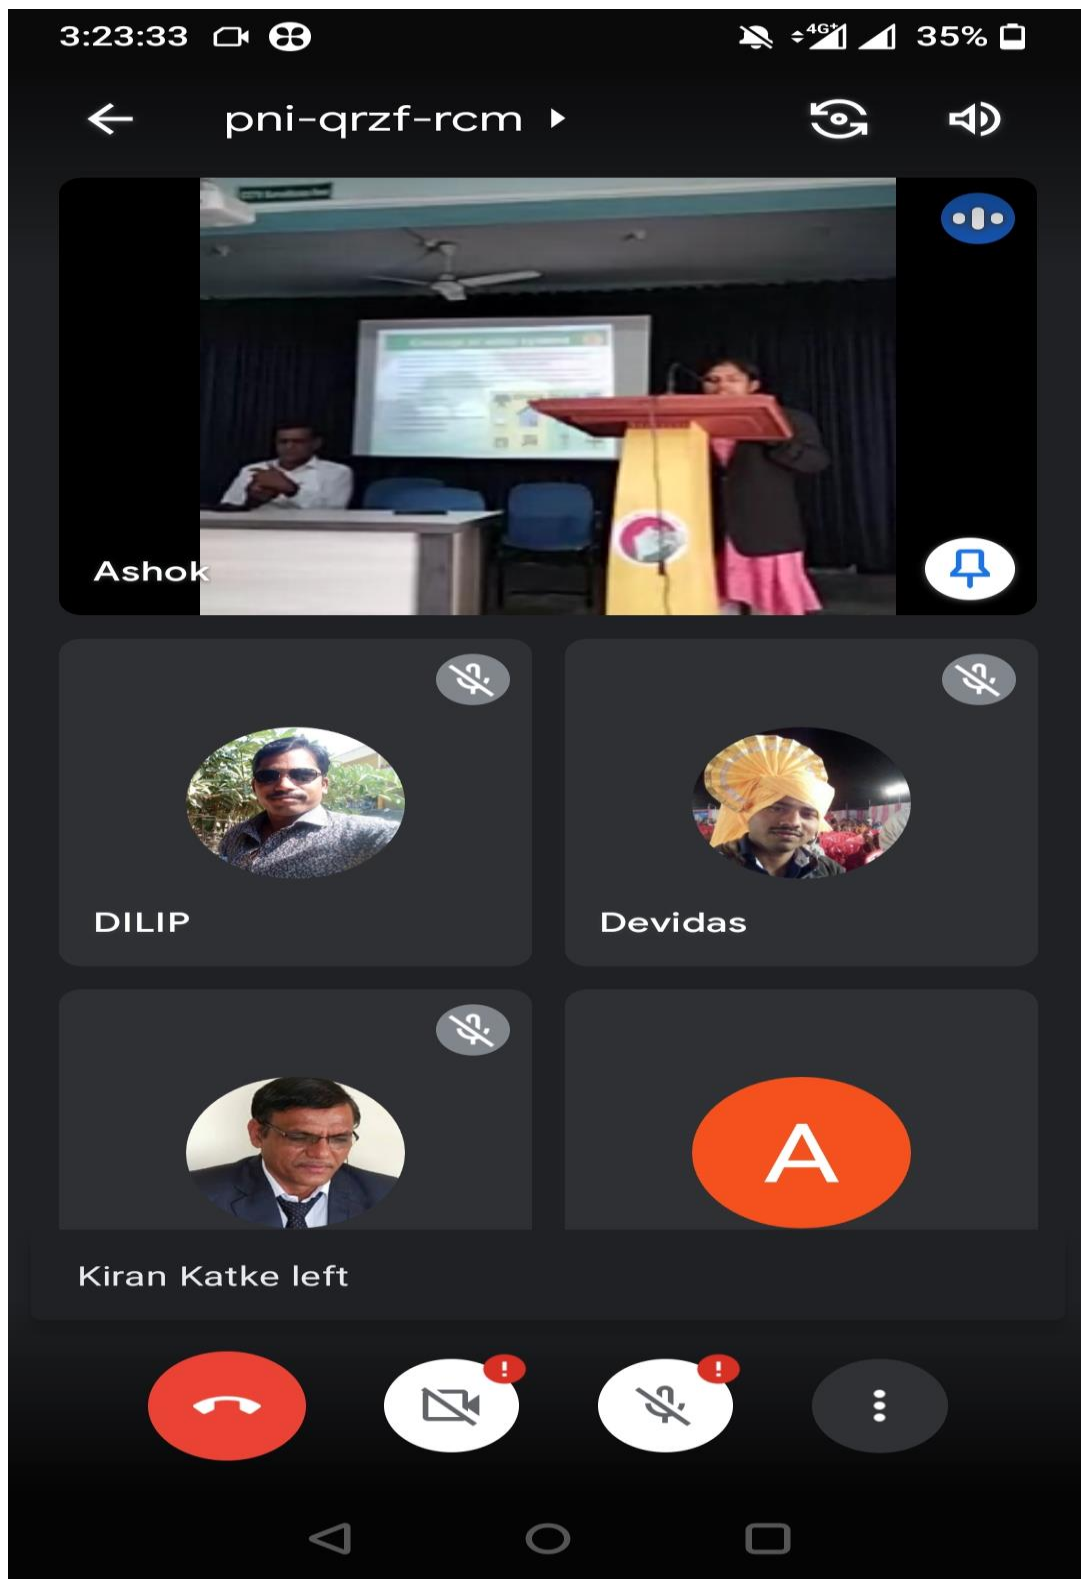 3:23:33 4G+ 35%
pni-qrzf-rcm
Ashok
DILIP
Devidas
A
Kiran Katke left